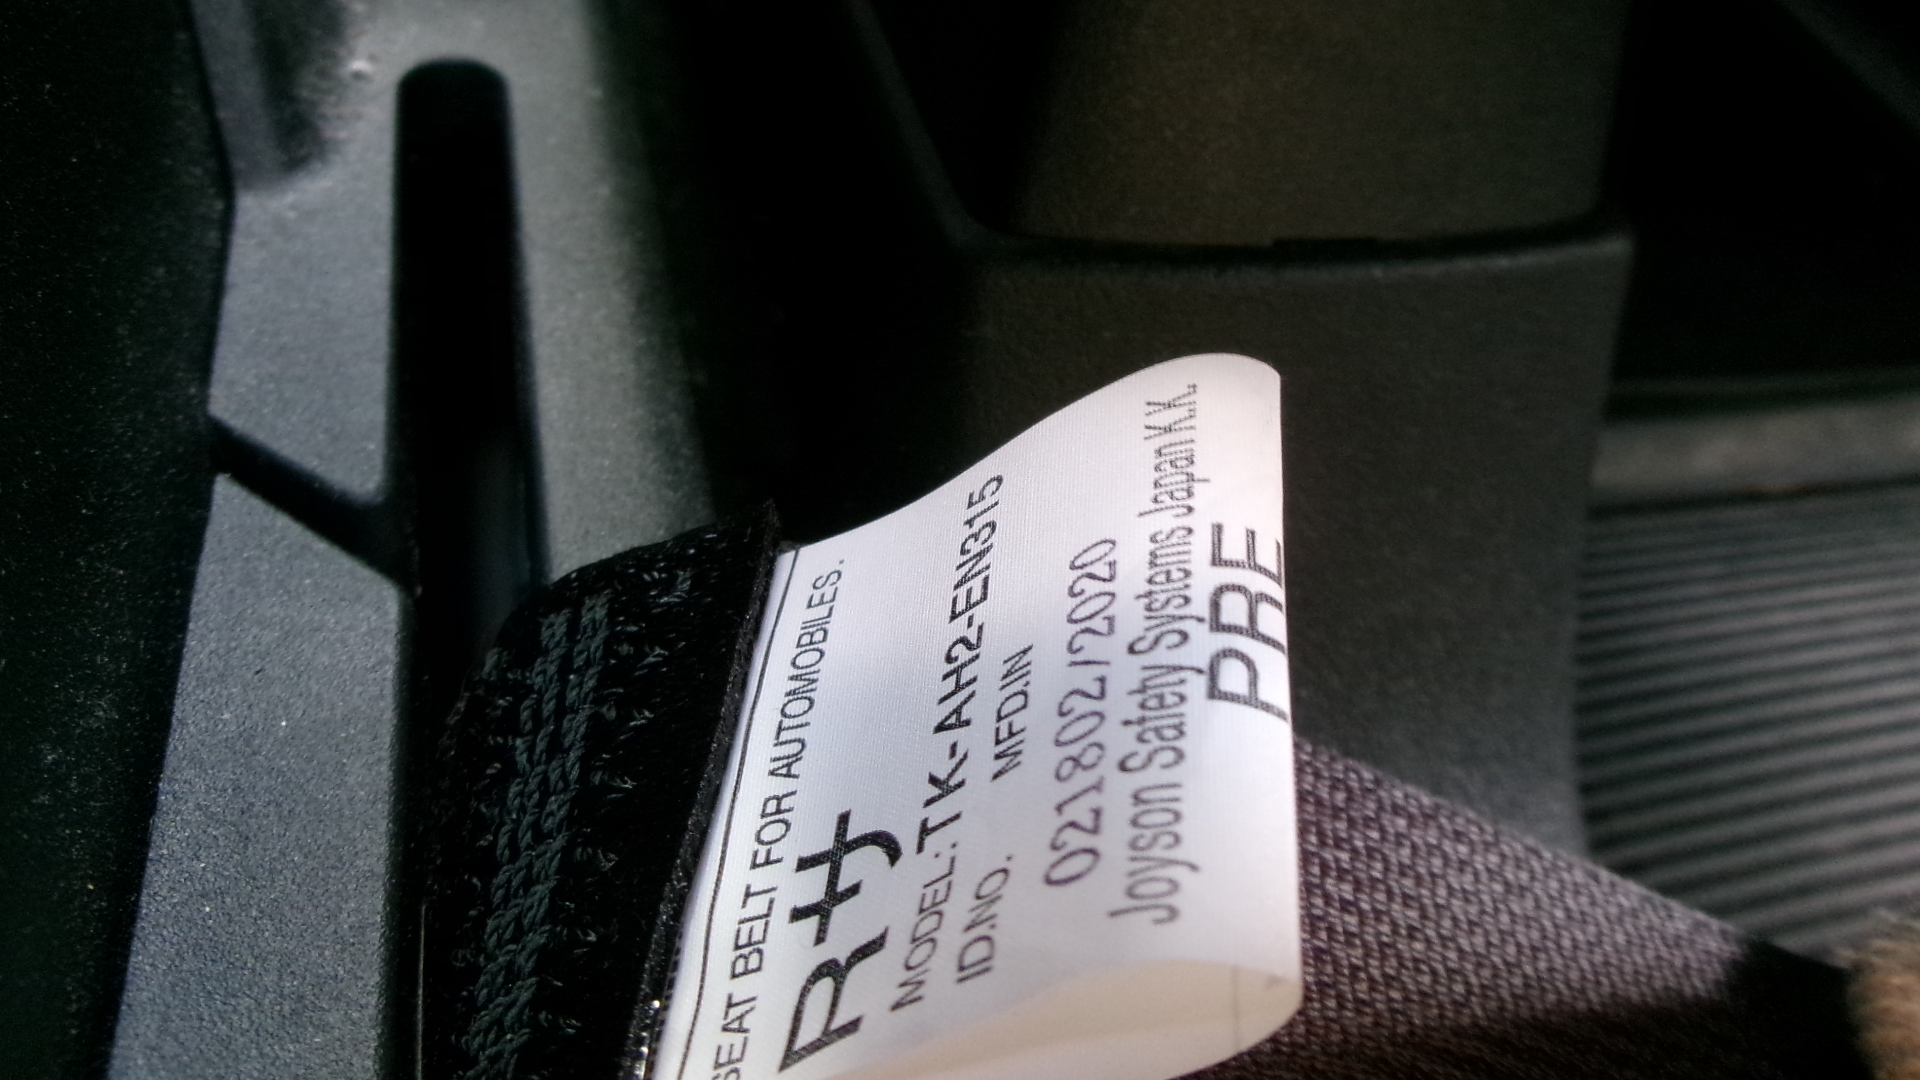 SEAT BELT FOR AUTOMOBILES.
R+サ
MODEL: TK-AH2-EN315
ID.NO. MFD.IN
021802/2020
Joyson Safety Systems Japan K.K.
PRE